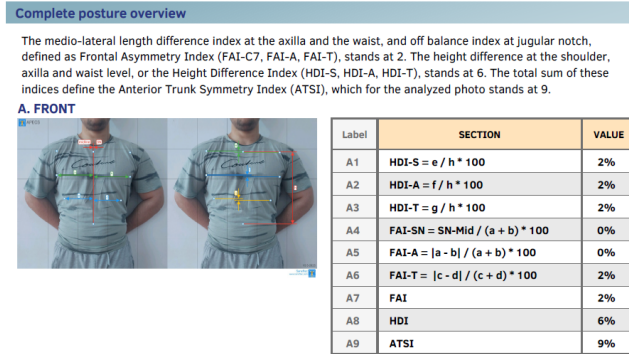 Complete posture overview
The medio-lateral length difference index at the axilla and the waist, and off balance index at jugular notch,
defined as Frontal Asymmetry Index (FAI-C7, FAI-A, FAI-T), stands at 2. The height difference at the shoulder,
axilla and waist level, or the Height Difference Index (HDI-S, HDI-A, HDI-T), stands at 6. The total sum of these
indices define the Anterior Trunk Symmetry Index (ATSI), which for the analyzed photo stands at 9.
A. FRONT
Label SECTION VALUE
A1 HDI-S = e / h * 100 2%
A2 HDI-A = f / h * 100 2%
A3 HDI-T = g / h * 100 2%
A4 FAI-SN = SN-Mid / (a + b) * 100 0%
A5 FAI-A = |a - b| / (a + b) * 100 0%
A6 FAI-T = |c - d| / (c + d) * 100 2%
A7 FAI 2%
A8 HDI 6%
A9 ATSI 9%